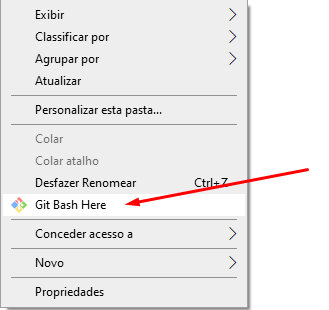 Exibir
Classificar por
Agrupar por
Atualizar
Personalizar esta pasta...
Colar
Colar atalho
Desfazer Renomear Ctrl+Z
Git Bash Here
Conceder acesso a
Novo
Propriedades